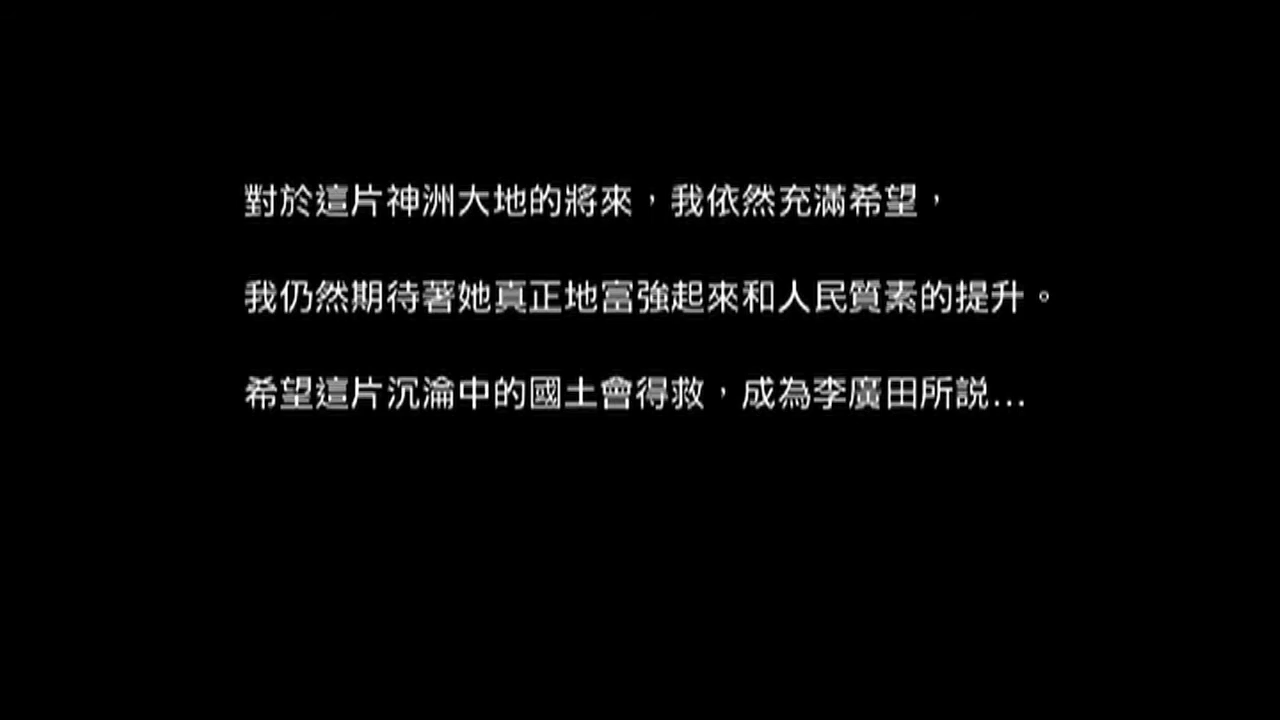 對於這片神洲大地的將來，我依然充滿希望，
我仍然期待著她真正地富強起來和人民質素的提升。
希望這片沉淪中的國土會得救，成為李廣田所説...